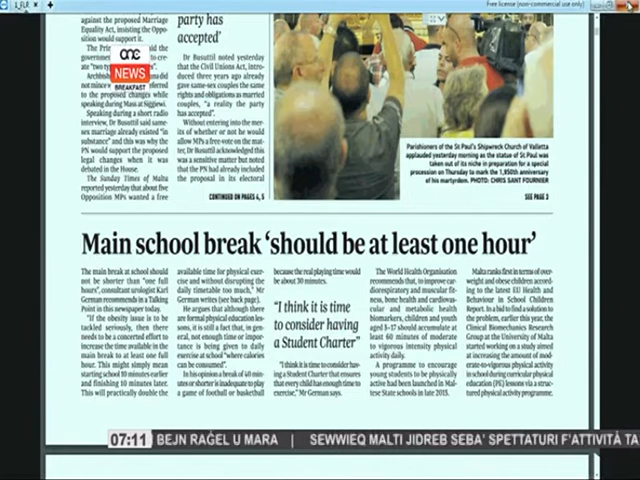 1_FLR
Free license (non-commercial use only)
one
NEWS
BREAKFAST
against the proposed Marriage
Equality Act, insisting the Oppo-
sition would support it.
The Pri
said the
government
to cre-
ate "two ty
Archbish
did
not mince w
referred
to the proposed changes while
speaking during Mass at Siġġiewi.
Speaking during a short radio
interview, Dr Busuttil said same-
sex marriage already existed "in
substance" and this was why the
PN would support the proposed
legal changes when it was
debated in the House.
The Sunday Times of Malta
reported yesterday that about five
Opposition MPs wanted a free
party has
accepted'
Dr Busuttil noted yesterday
that the Civil Unions Act, intro-
duced three years ago already
gave same-sex couples the same
rights and obligations as married
couples, "a reality the party
has accepted".
Without entering into the mer-
its of whether or not he would
allow MPs a free vote on the mat-
ter, Dr Busuttil acknowledged this
was a sensitive matter but noted
that the PN had already included
the proposal in its electoral
CONTINUED ON PAGES 4, 5
Parishioners of the St Paul's Shipwreck Church of Valletta
applauded yesterday morning as the statue of St Paul was
taken out of its niche in preparation for a special
procession on Thursday to mark the 1,950th anniversary
of his martyrdom. PHOTO: CHRIS SANT FOURNIER
SEE PAGE 3
Main school break 'should be at least one hour'
The main break at school should
not be shorter than "one full
hours", consultant urologist Karl
German recommends in a Talking
Point in this newspaper today.
"If the obesity issue is to be
tackled seriously, then there
needs to be a concerted effort to
increase the time available in the
main break to at least one full
hour. This might simply mean
starting school 10 minutes earlier
and finishing 10 minutes later.
This will practically double the
available time for physical exer-
cise and without disrupting the
daily timetable too much," Mr
German writes (see back page).
He argues that although there
are formal physical education les-
sons, it is still a fact that, in gen-
eral, not enough time or impor-
tance is being given to daily
exercise at school "where calories
can be consumed".
In his opinion a break of 40 min-
utes or shorter is inadequate to play
a game of football or basketball
because the real playing time would
be about 30 minutes.
"I think it is time
to consider having
a Student Charter"
"I think it is time to consider hav-
ing a Student Charter that ensures
that every child has enough time to
exercise," Mr German says.
The World Health Organisation
recommends that, to improve car-
diorespiratory and muscular fit-
ness, bone health and cardiovas-
cular and metabolic health
biomarkers, children and youth
aged 5-17 should accumulate at
least 60 minutes of moderate
to vigorous intensity physical
activity daily.
A programme to encourage
young students to be physically
active had been launched in Mal-
tese State schools in late 2015.
Malta ranks first in terms of over-
weight and obese children accord-
ing to the latest EU Health and
Behaviour in School Children
Report. In a bid to find a solution to
the problem, earlier this year, the
Clinical Biomechanics Research
Group at the University of Malta
started working on a study aimed
at increasing the amount of mod-
erate-to-vigorous physical activity
in school during curricular physical
education (PE) lessons via a struc-
tured physical activity programme.
07:11 BEJN RAĠEL U MARA | SEWWIEQ MALTI JIDREB SEBA' SPETTATURI F'ATTIVITÀ TA